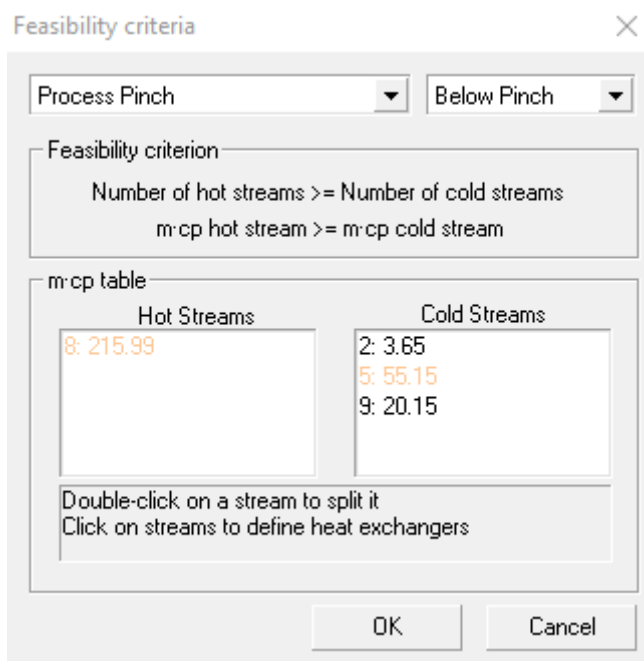 Feasibility criteria
Process Pinch
Below Pinch
Feasibility criterion
Number of hot streams >= Number of cold streams
m·cp hot stream >= m·cp cold stream
m·cp table
Hot Streams
8: 215.99
Cold Streams
2: 3.65
5: 55.15
9: 20.15
Double-click on a stream to split it
Click on streams to define heat exchangers
OK
Cancel